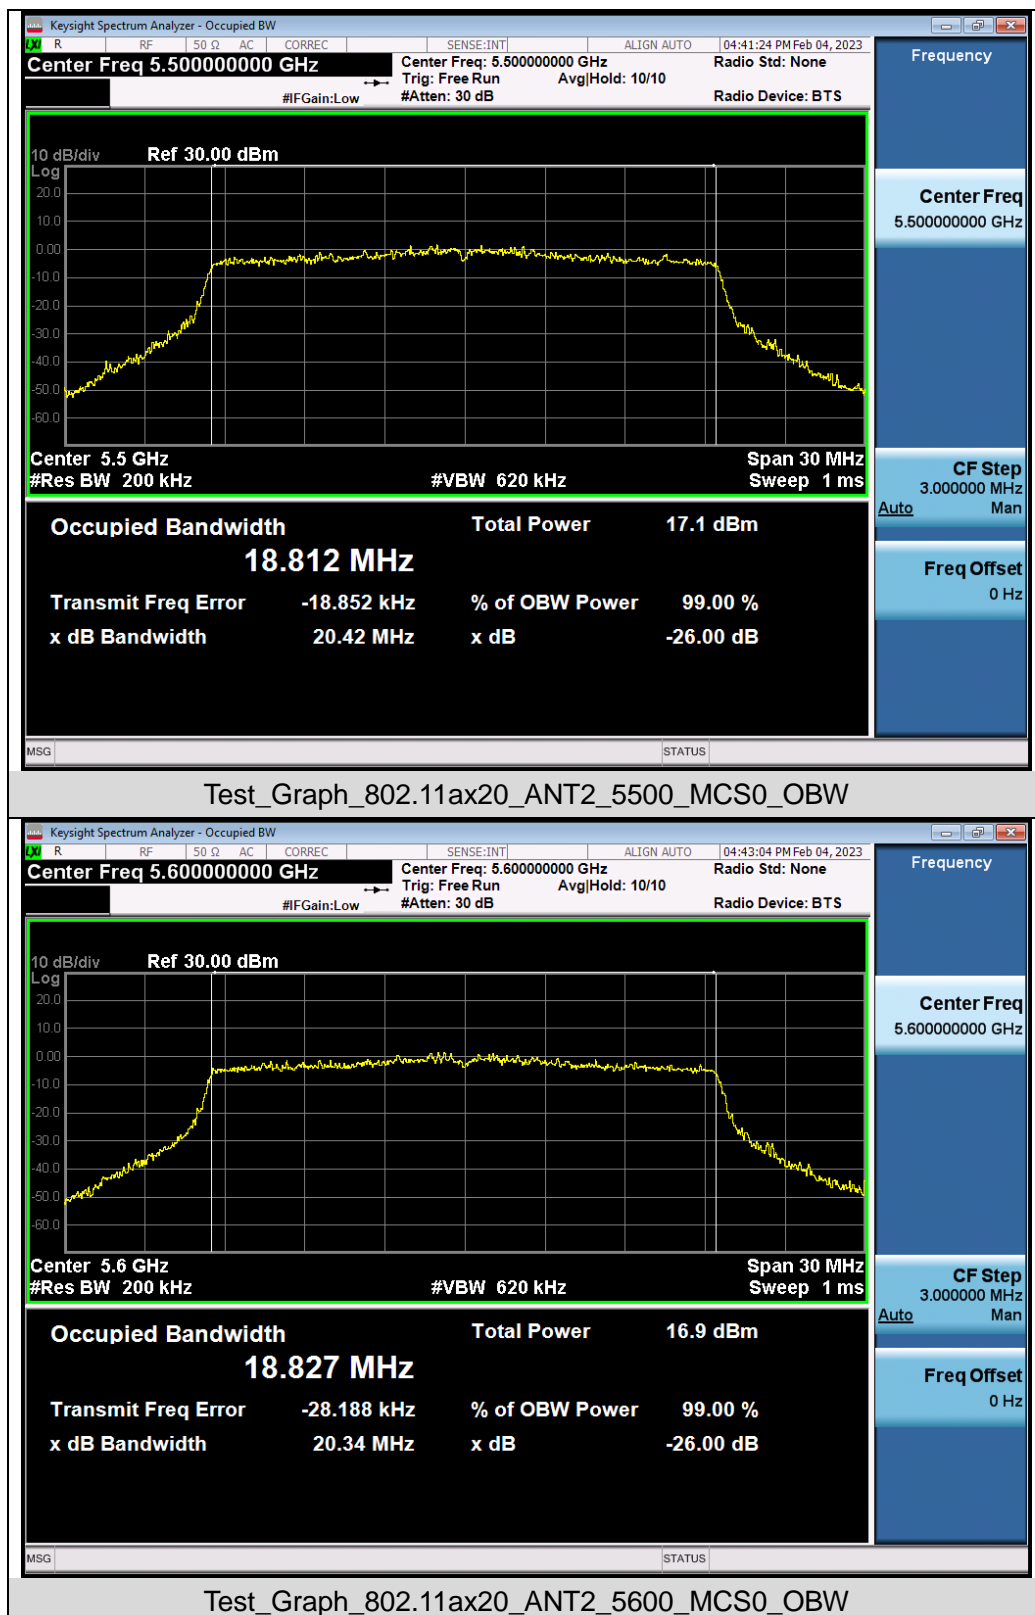 Keysight Spectrum Analyzer - Occupied BW
LXI R RF 50 Ω AC CORREC SENSE:INT ALIGN AUTO 04:41:24 PM Feb 04, 2023
Center Freq 5.500000000 GHz
Center Freq: 5.500000000 GHz Radio Std: None
Trig: Free Run Avg|Hold: 10/10
#IFGain:Low #Atten: 30 dB Radio Device: BTS
Frequency
10 dB/div Ref 30.00 dBm
Log
20.0
10.0
0.00
-10.0
-20.0
-30.0
-40.0
-50.0
-60.0
Center 5.5 GHz Span 30 MHz
#Res BW 200 kHz #VBW 620 kHz Sweep 1 ms
Center Freq
5.500000000 GHz
CF Step
3.000000 MHz
Auto Man
Freq Offset
0 Hz
Occupied Bandwidth Total Power 17.1 dBm
18.812 MHz
Transmit Freq Error -18.852 kHz % of OBW Power 99.00 %
x dB Bandwidth 20.42 MHz x dB -26.00 dB
MSG STATUS
Test_Graph_802.11ax20_ANT2_5500_MCS0_OBW
Keysight Spectrum Analyzer - Occupied BW
LXI R RF 50 Ω AC CORREC SENSE:INT ALIGN AUTO 04:43:04 PM Feb 04, 2023
Center Freq 5.600000000 GHz
Center Freq: 5.600000000 GHz Radio Std: None
Trig: Free Run Avg|Hold: 10/10
#IFGain:Low #Atten: 30 dB Radio Device: BTS
Frequency
10 dB/div Ref 30.00 dBm
Log
20.0
10.0
0.00
-10.0
-20.0
-30.0
-40.0
-50.0
-60.0
Center 5.6 GHz Span 30 MHz
#Res BW 200 kHz #VBW 620 kHz Sweep 1 ms
Center Freq
5.600000000 GHz
CF Step
3.000000 MHz
Auto Man
Freq Offset
0 Hz
Occupied Bandwidth Total Power 16.9 dBm
18.827 MHz
Transmit Freq Error -28.188 kHz % of OBW Power 99.00 %
x dB Bandwidth 20.34 MHz x dB -26.00 dB
MSG STATUS
Test_Graph_802.11ax20_ANT2_5600_MCS0_OBW